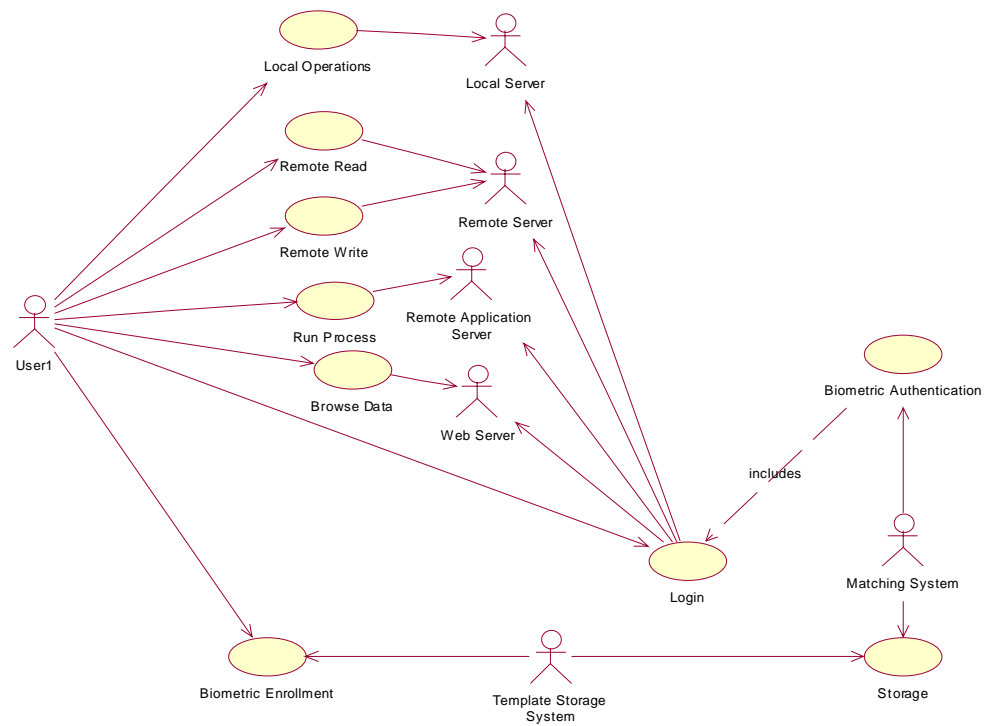 Local Operations
Local Server
Remote Read
Remote Server
Remote Write
Remote Application
Server
Run Process
User1
Browse Data
Web Server
Biometric Authentication
includes
Login
Matching System
Biometric Enrollment
Template Storage
System
Storage